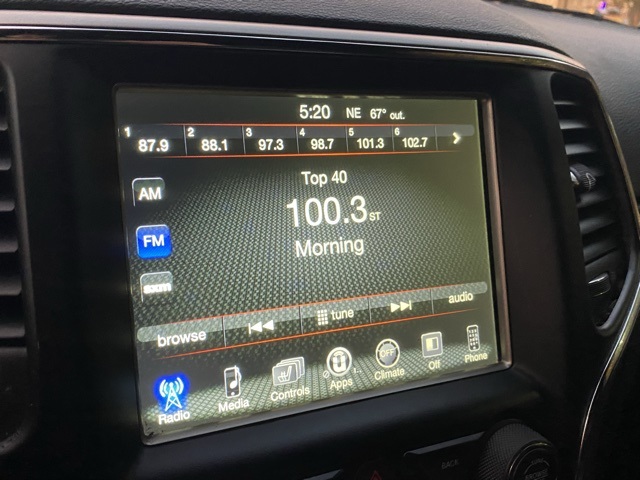 5:20 NE 67° out.
1 87.9 2 88.1 3 97.3 4 98.7 5 101.3 6 102.7
AM
Top 40
100.3 ST
FM
Morning
sxm
browse tune audio
Radio Media Controls Apps Climate Off Phone
OFF
BACK